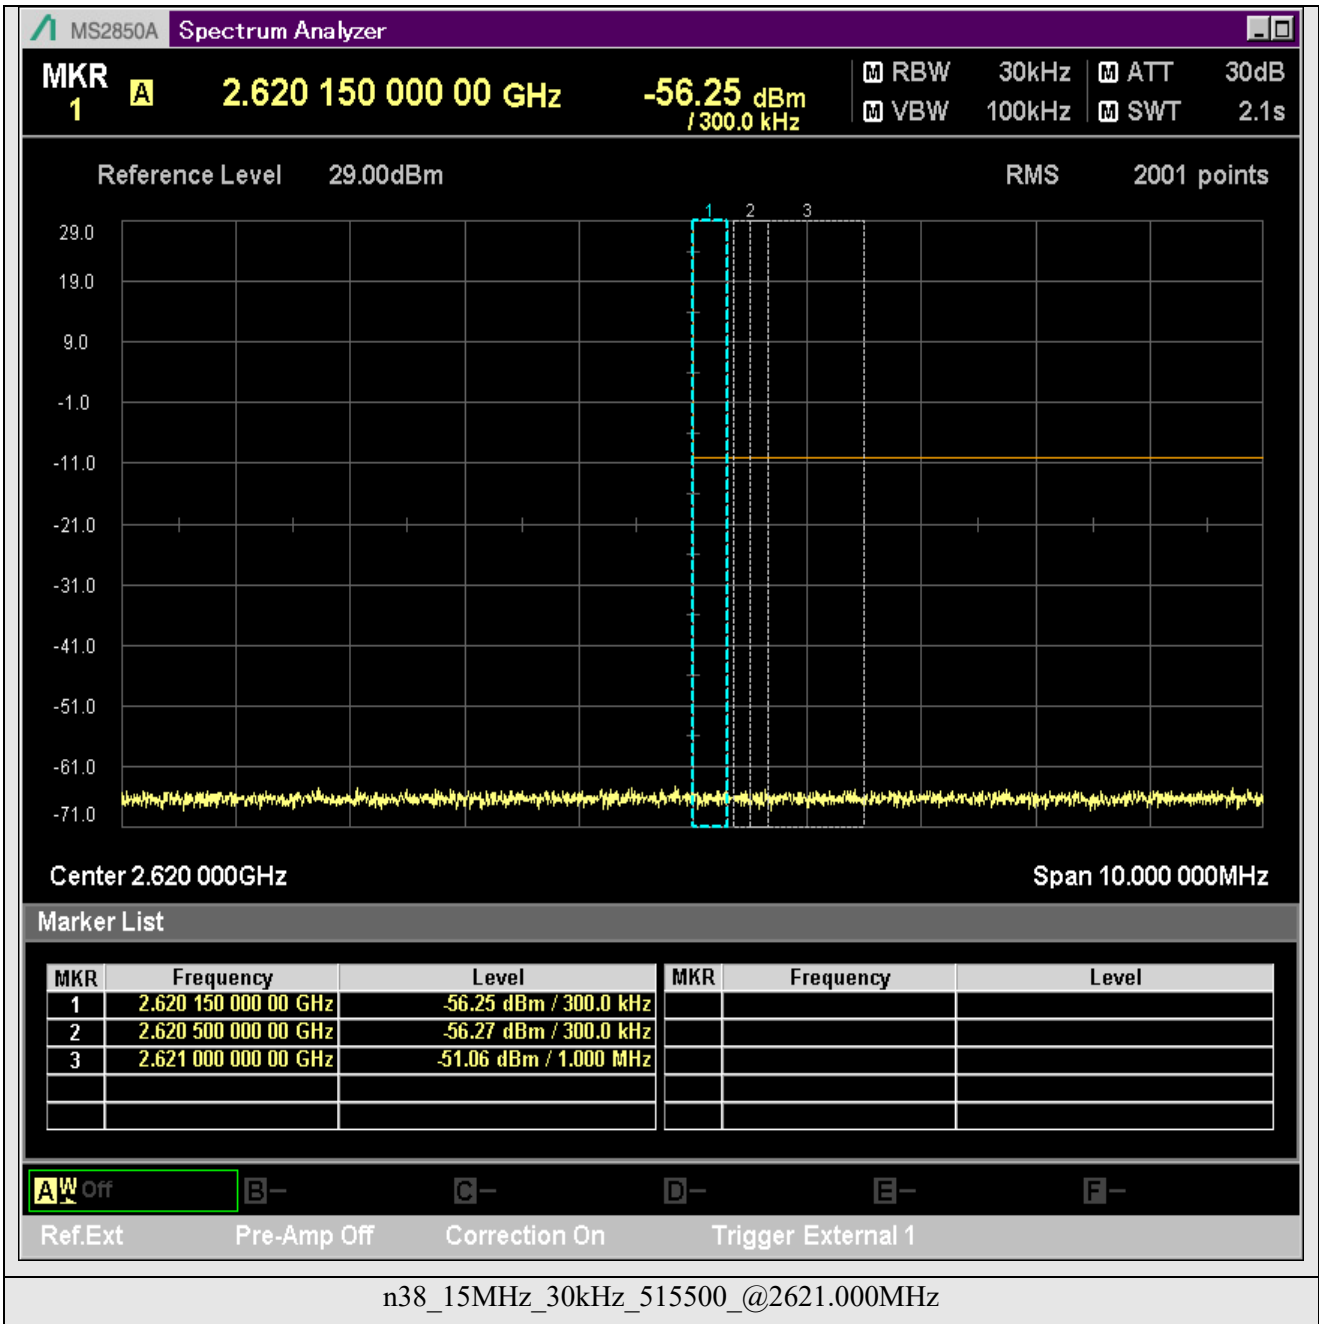 MS2850A Spectrum Analyzer
MKR 1 A 2.620 150 000 00 GHz -56.25 dBm / 300.0 kHz
M RBW 30kHz M ATT 30dB
M VBW 100kHz M SWT 2.1s
Reference Level 29.00dBm RMS 2001 points
1 2 3
29.0
19.0
9.0
-1.0
-11.0
-21.0
-31.0
-41.0
-51.0
-61.0
-71.0
Center 2.620 000GHz Span 10.000 000MHz
Marker List
MKR Frequency Level MKR Frequency Level
1 2.620 150 000 00 GHz -56.25 dBm / 300.0 kHz
2 2.620 500 000 00 GHz -56.27 dBm / 300.0 kHz
3 2.621 000 000 00 GHz -51.06 dBm / 1.000 MHz
A W Off B- C- D- E- F-
Ref.Ext Pre-Amp Off Correction On Trigger External 1
n38_15MHz_30kHz_515500_@2621.000MHz